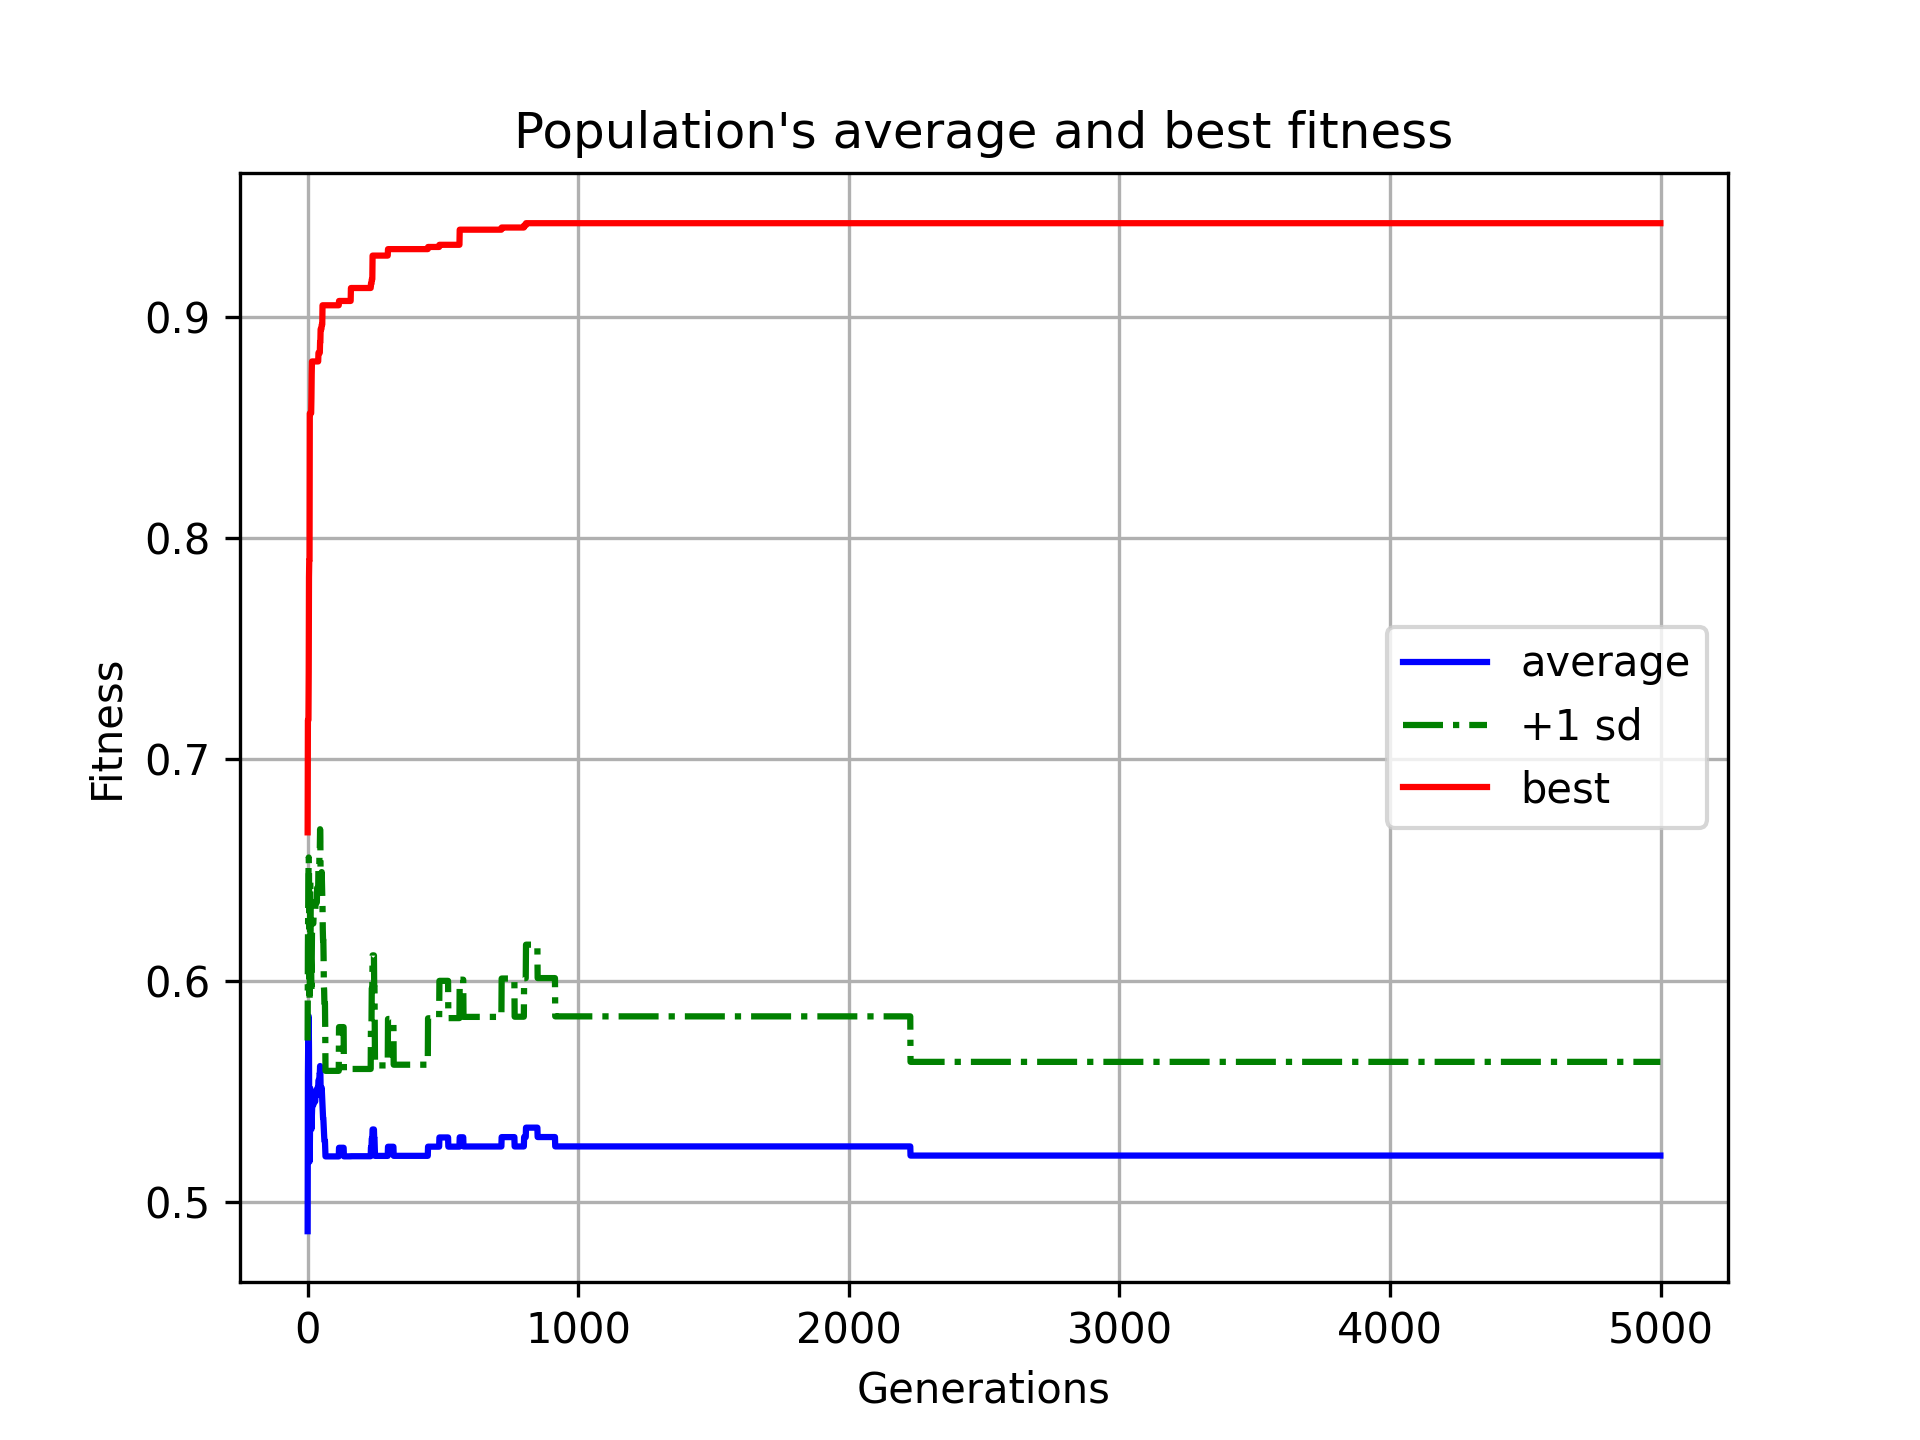 Population's average and best fitness
0.9
0.8
0.7
0.6
0.5
Fitness
average
+1 sd
best
0 1000 2000 3000 4000 5000
Generations